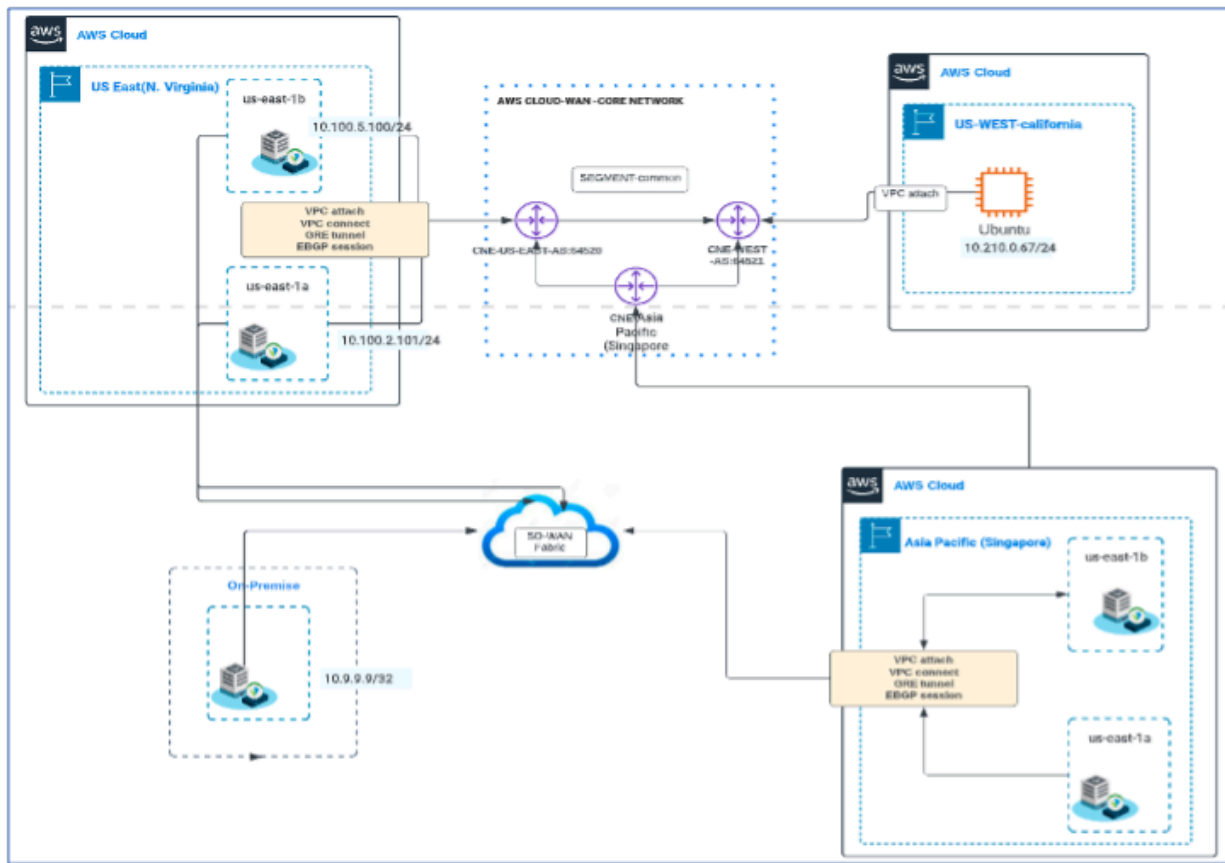 aws
AWS Cloud
US East(N. Virginia)
us-east-1b
10.100.5.100/24
VPC attach
VPC connect
GRE tunnel
EBGP session
us-east-1a
10.100.2.101/24
AWS CLOUD-WAN -CORE NETWORK
SEGMENT-common
CNE-US-EAST-AS:64520
CNE-WEST
-AS:64521
CNE-Asia
Pacific
(Singapore
aws
AWS Cloud
US-WEST-california
VPC attach
Ubuntu
10.210.0.67/24
SD-WAN
Fabric
On-Premise
10.9.9.9/32
aws
AWS Cloud
Asia Pacific (Singapore)
us-east-1b
VPC attach
VPC connect
GRE tunnel
EBGP session
us-east-1a